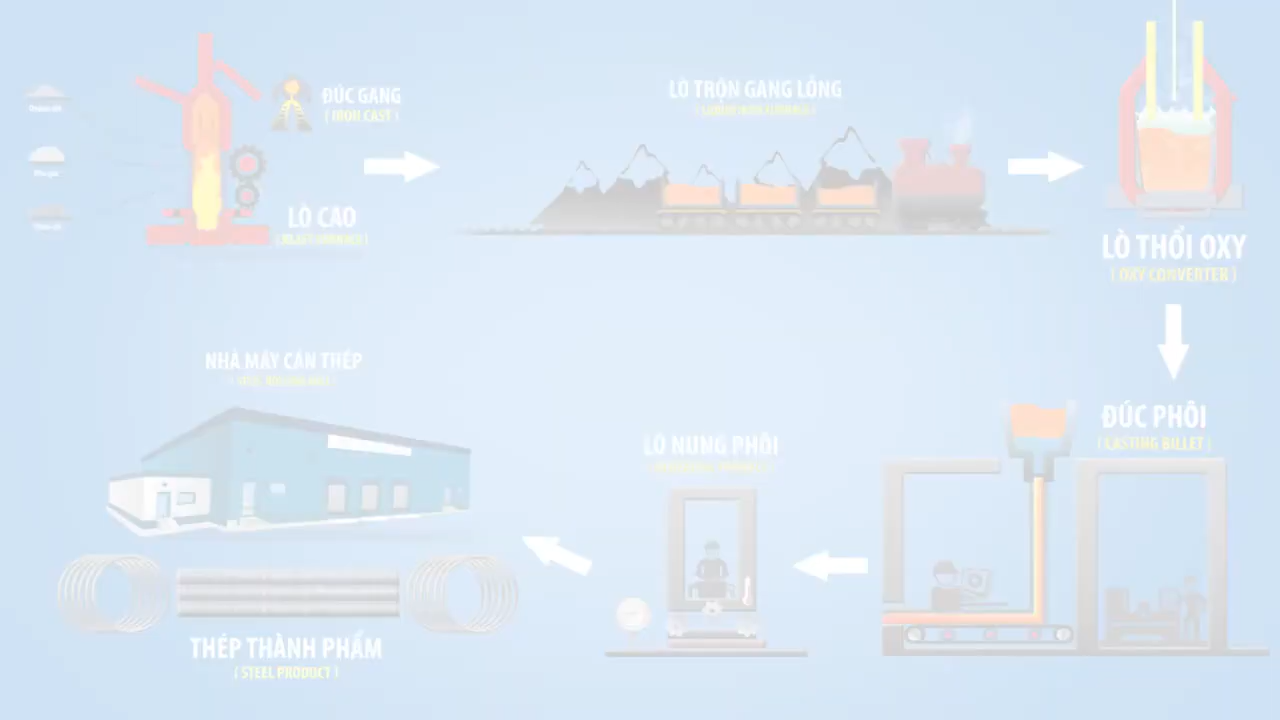 ĐÚC GANG
( IRON CAST )
LÒ CAO
LÒ TRỘN GANG LỎNG
LÒ THỔI OXY
( OXY CONVERTER )
NHÀ MÁY CÁN THÉP
LÒ NUNG PHÔI
ĐÚC PHÔI
( CASTING BILLET )
THÉP THÀNH PHẨM
( STEEL PRODUCT )